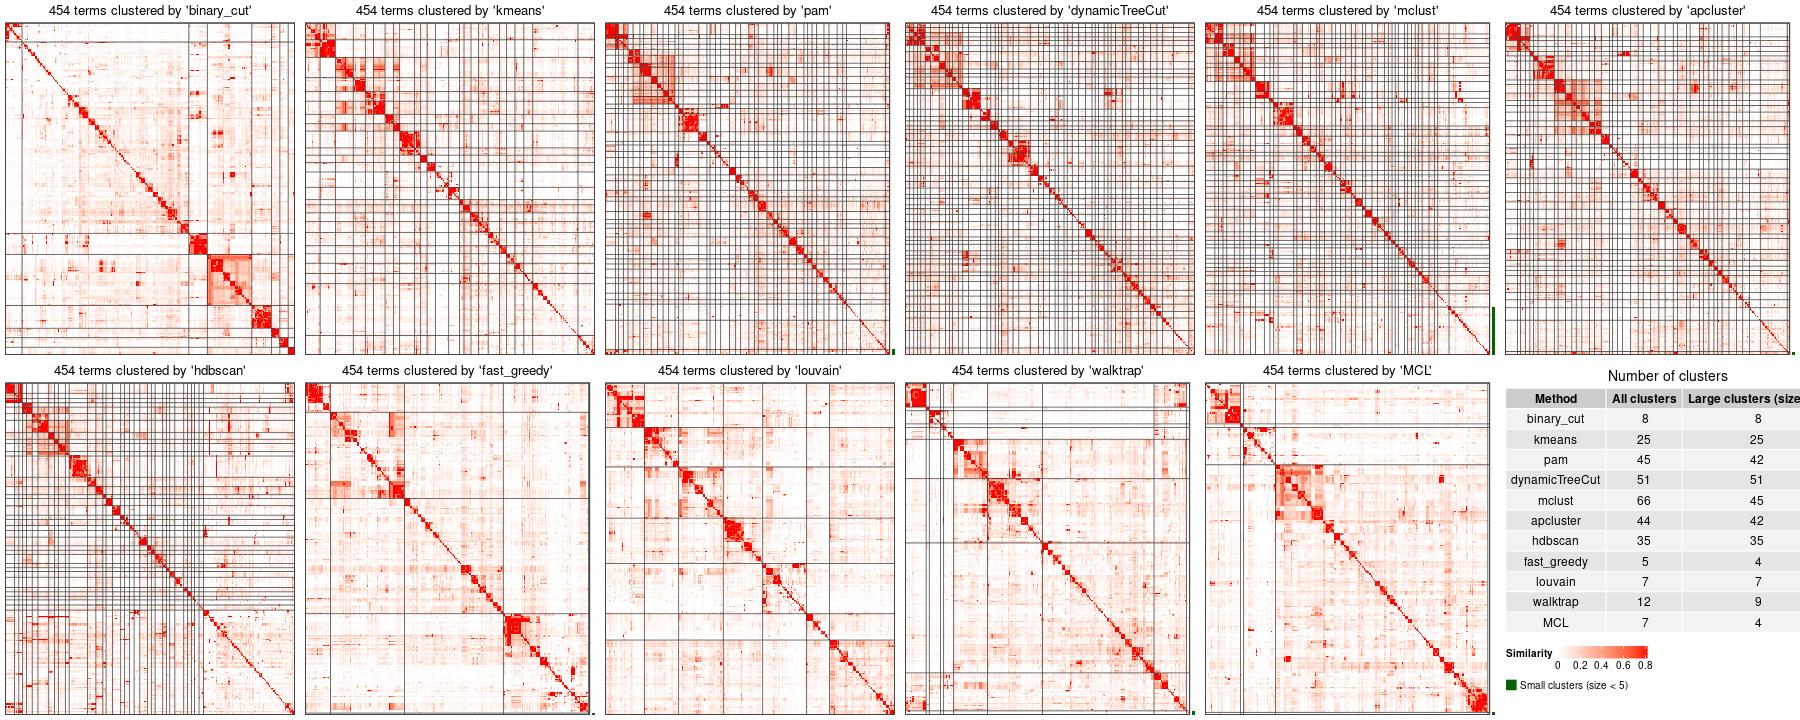 454 terms clustered by 'binary_cut'
454 terms clustered by 'kmeans'
454 terms clustered by 'pam'
454 terms clustered by 'dynamicTreeCut'
454 terms clustered by 'mclust'
454 terms clustered by 'apcluster'
454 terms clustered by 'hdbscan'
454 terms clustered by 'fast_greedy'
454 terms clustered by 'louvain'
454 terms clustered by 'walktrap'
454 terms clustered by 'MCL'
Number of clusters
Method All clusters Large clusters (size
binary_cut 8 8
kmeans 25 25
pam 45 42
dynamicTreeCut 51 51
mclust 66 45
apcluster 44 42
hdbscan 35 35
fast_greedy 5 4
louvain 7 7
walktrap 12 9
MCL 7 4
Similarity
0 0.2 0.4 0.6 0.8
Small clusters (size < 5)